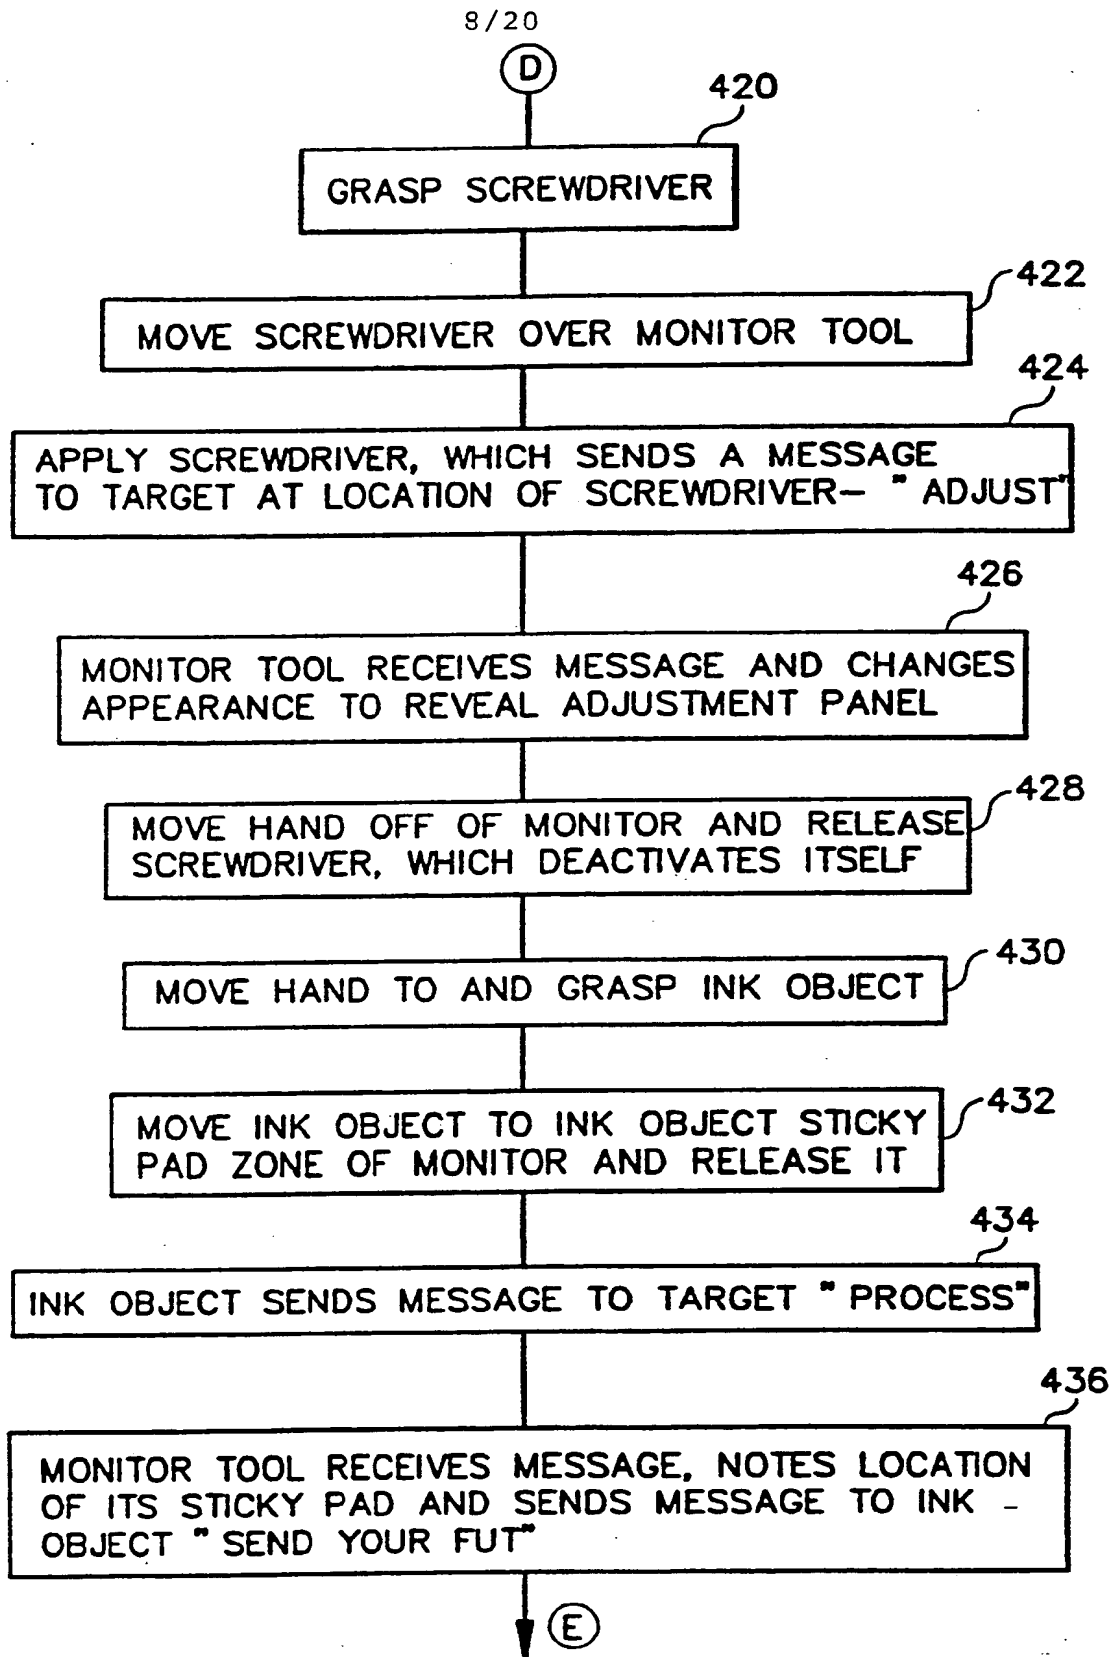 8/20
D
420
GRASP SCREWDRIVER
422
MOVE SCREWDRIVER OVER MONITOR TOOL
424
APPLY SCREWDRIVER, WHICH SENDS A MESSAGE
TO TARGET AT LOCATION OF SCREWDRIVER— "ADJUST"
426
MONITOR TOOL RECEIVES MESSAGE AND CHANGES
APPEARANCE TO REVEAL ADJUSTMENT PANEL
428
MOVE HAND OFF OF MONITOR AND RELEASE
SCREWDRIVER, WHICH DEACTIVATES ITSELF
430
MOVE HAND TO AND GRASP INK OBJECT
432
MOVE INK OBJECT TO INK OBJECT STICKY
PAD ZONE OF MONITOR AND RELEASE IT
434
INK OBJECT SENDS MESSAGE TO TARGET "PROCESS"
436
MONITOR TOOL RECEIVES MESSAGE, NOTES LOCATION
OF ITS STICKY PAD AND SENDS MESSAGE TO INK -
OBJECT "SEND YOUR FUT"
E